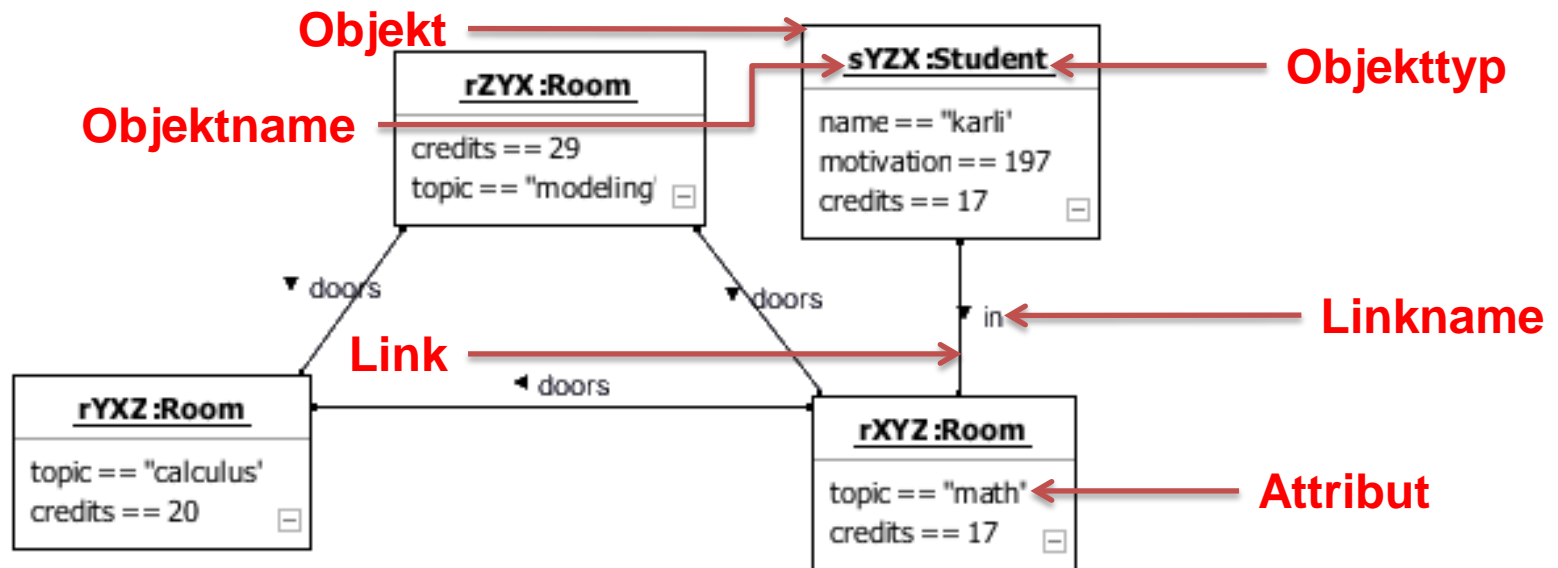 Objekt
sYZX :Student
Objekttyp
rZYX :Room
Objektname
name == "karli'
credits == 29
motivation == 197
topic == "modeling'
credits == 17
doors
doors
in
Linkname
Link
doors
rYXZ :Room
rXYZ :Room
topic == "calculus'
credits == 20
topic == "math'
Attribut
credits == 17